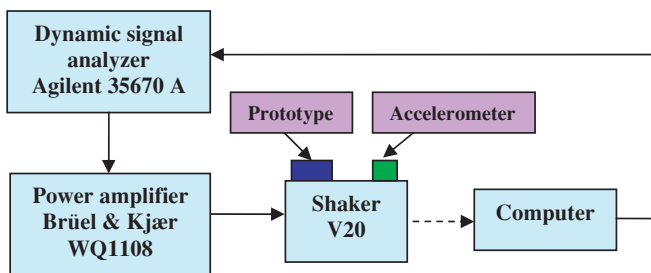 Dynamic signal
analyzer
Agilent 35670 A
Prototype
Accelerometer
Power amplifier
Brüel & Kjær
WQ1108
Shaker
V20
Computer